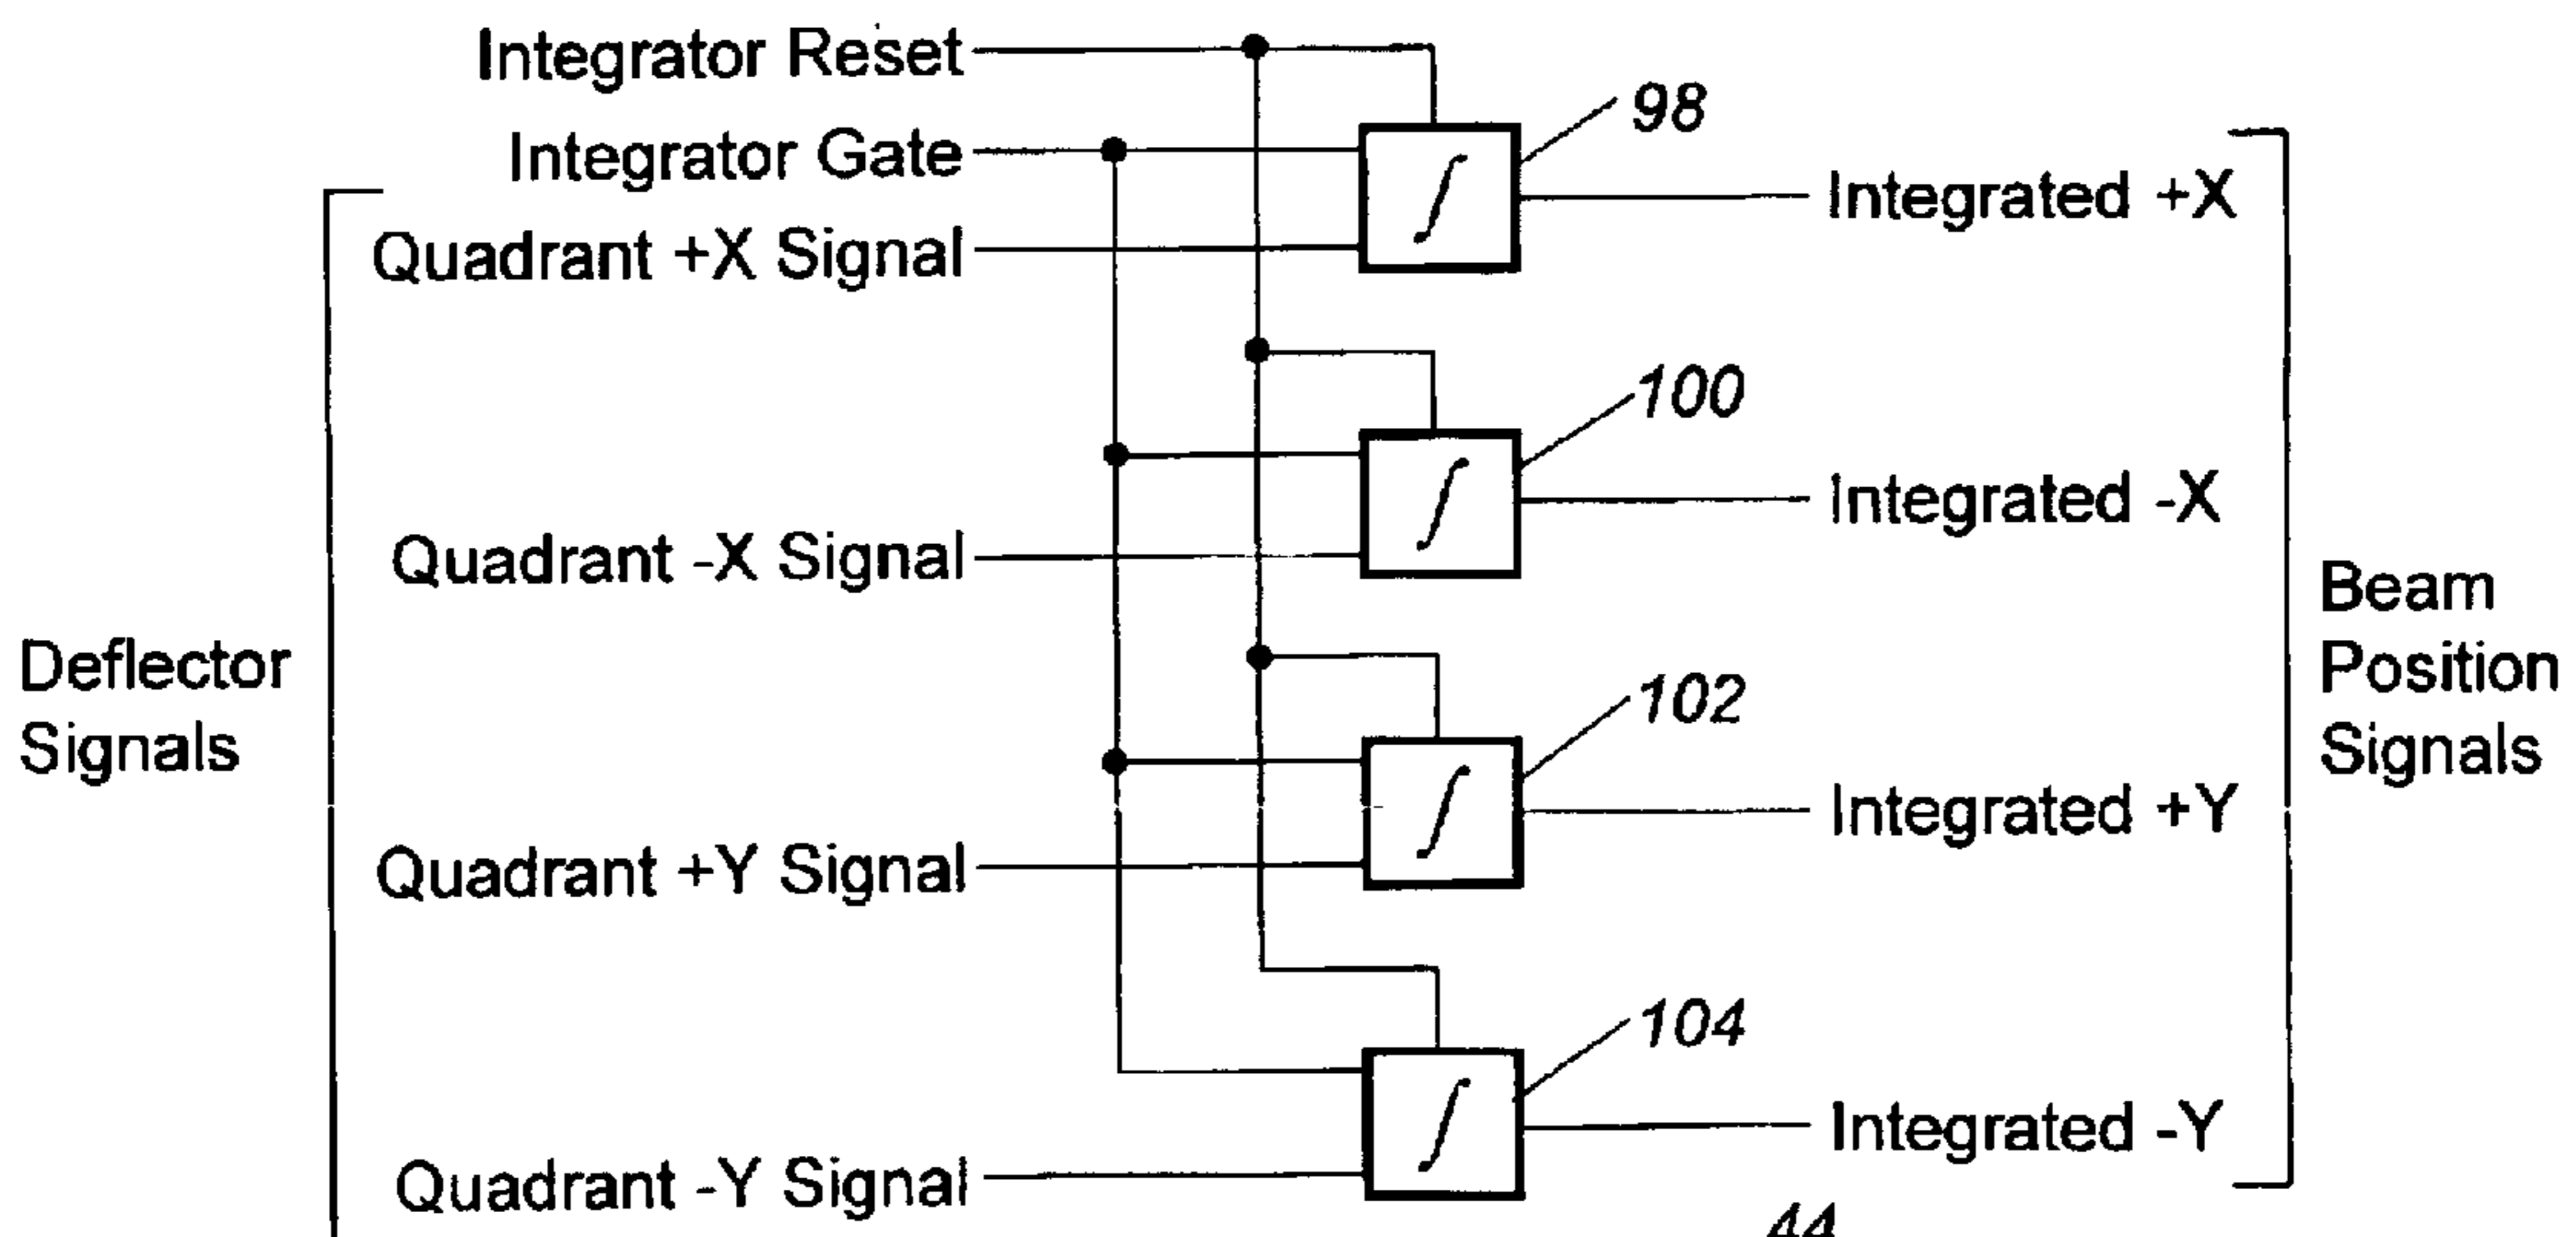 Integrator Reset
Integrator Gate
98
Integrated +X
Quadrant +X Signal
100
Integrated -X
Quadrant -X Signal
Beam
Position
Signals
Deflector
Signals
102
Integrated +Y
Quadrant +Y Signal
104
Integrated -Y
Quadrant -Y Signal
44